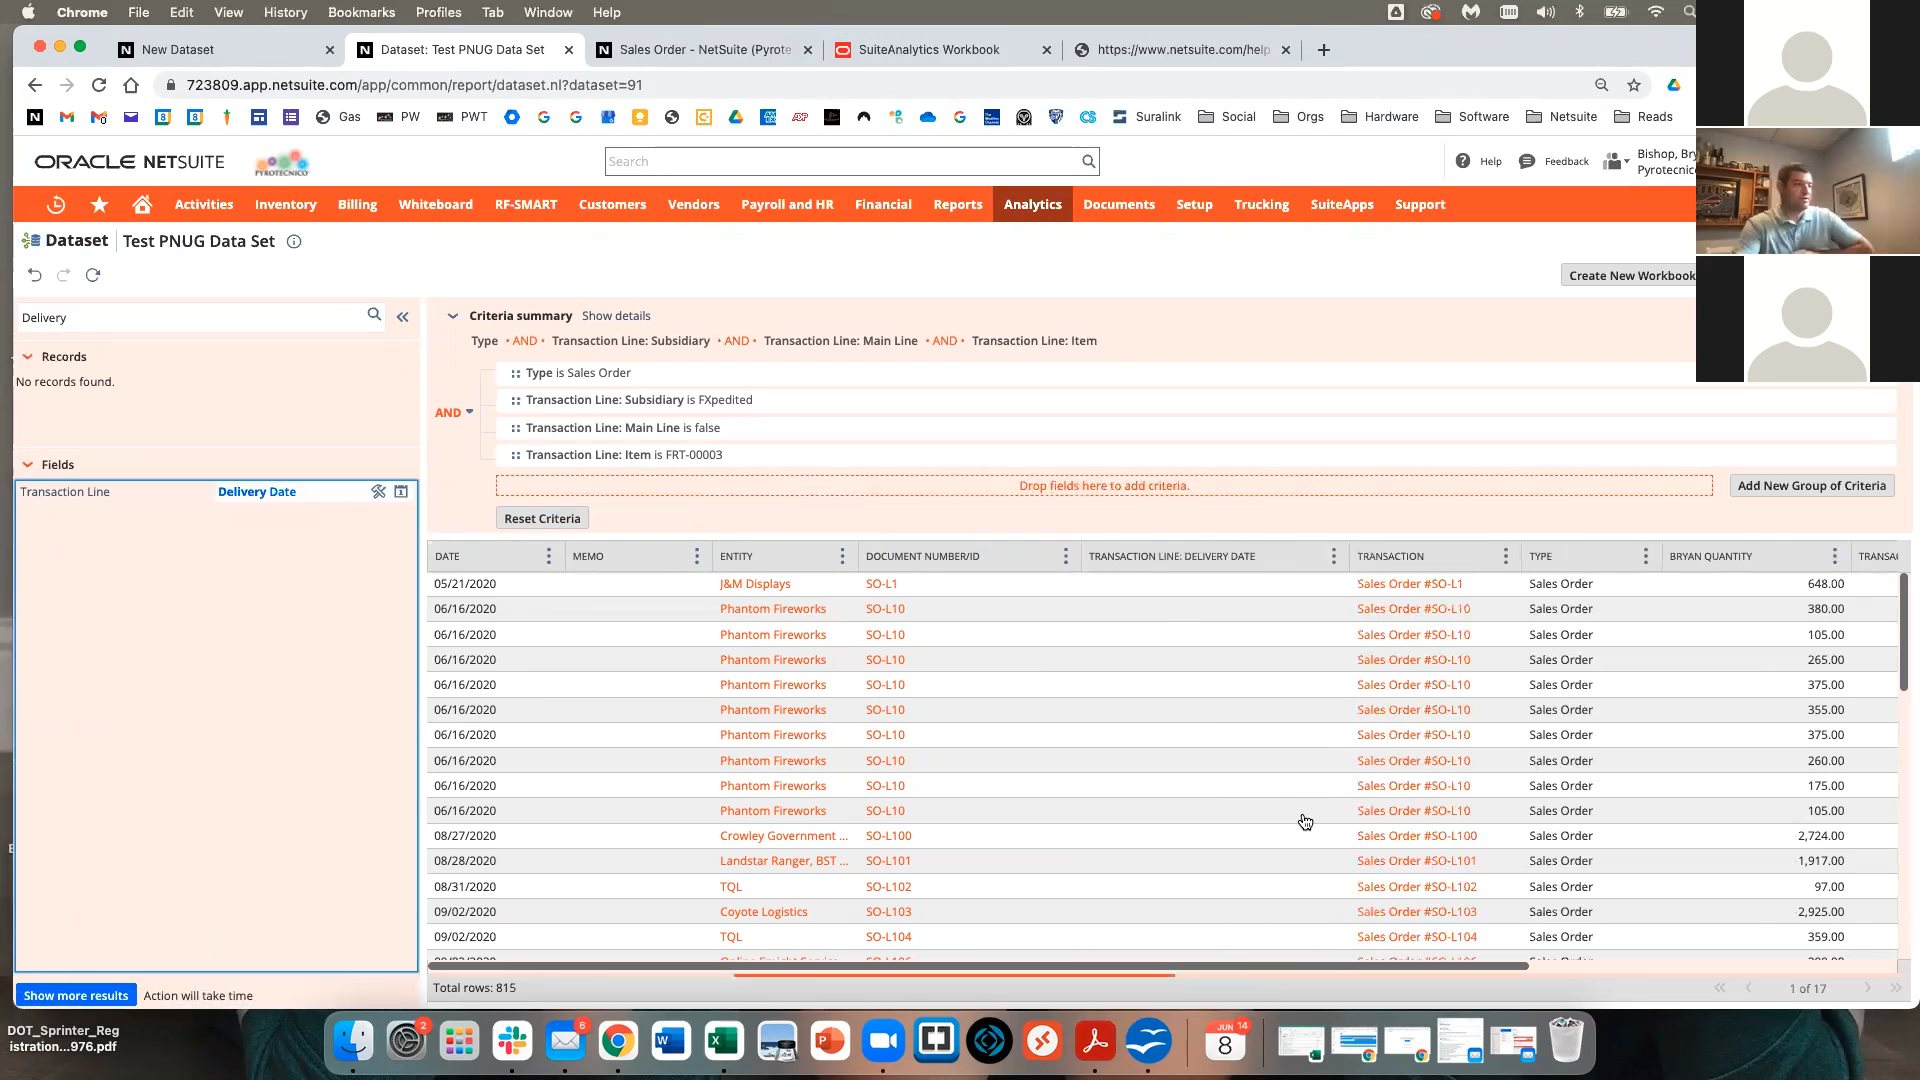 Chrome File Edit View History Bookmarks Profiles Tab Window Help
New Dataset Dataset: Test PNUG Data Set Sales Order - NetSuite (Pyrote SuiteAnalytics Workbook https://www.netsuite.com/help
723809.app.netsuite.com/app/common/report/dataset.nl?dataset=91
Gas PW PWT Suralink Social Orgs Hardware Software Netsuite Reads
ORACLE NETSUITE PYROTECNICO Search Help Feedback Bishop, Bry
Pyrotecnic
Activities Inventory Billing Whiteboard RF-SMART Customers Vendors Payroll and HR Financial Reports Analytics Documents Setup Trucking SuiteApps Support
Dataset Test PNUG Data Set
Create New Workbook
Delivery
Records
No records found.
Fields
Transaction Line Delivery Date
Criteria summary Show details
Type • AND • Transaction Line: Subsidiary • AND • Transaction Line: Main Line • AND • Transaction Line: Item
Type is Sales Order
Transaction Line: Subsidiary is FXpedited
AND
Transaction Line: Main Line is false
Transaction Line: Item is FRT-00003
Drop fields here to add criteria. Add New Group of Criteria
Reset Criteria
DATE MEMO ENTITY DOCUMENT NUMBER/ID TRANSACTION LINE: DELIVERY DATE TRANSACTION TYPE BRYAN QUANTITY TRANSA
05/21/2020 J&M Displays SO-L1 Sales Order #SO-L1 Sales Order 648.00
06/16/2020 Phantom Fireworks SO-L10 Sales Order #SO-L10 Sales Order 380.00
06/16/2020 Phantom Fireworks SO-L10 Sales Order #SO-L10 Sales Order 105.00
06/16/2020 Phantom Fireworks SO-L10 Sales Order #SO-L10 Sales Order 265.00
06/16/2020 Phantom Fireworks SO-L10 Sales Order #SO-L10 Sales Order 375.00
06/16/2020 Phantom Fireworks SO-L10 Sales Order #SO-L10 Sales Order 355.00
06/16/2020 Phantom Fireworks SO-L10 Sales Order #SO-L10 Sales Order 375.00
06/16/2020 Phantom Fireworks SO-L10 Sales Order #SO-L10 Sales Order 260.00
06/16/2020 Phantom Fireworks SO-L10 Sales Order #SO-L10 Sales Order 175.00
06/16/2020 Phantom Fireworks SO-L10 Sales Order #SO-L10 Sales Order 105.00
08/27/2020 Crowley Government ... SO-L100 Sales Order #SO-L100 Sales Order 2,724.00
08/28/2020 Landstar Ranger, BST ... SO-L101 Sales Order #SO-L101 Sales Order 1,917.00
08/31/2020 TQL SO-L102 Sales Order #SO-L102 Sales Order 97.00
09/02/2020 Coyote Logistics SO-L103 Sales Order #SO-L103 Sales Order 2,925.00
09/02/2020 TQL SO-L104 Sales Order #SO-L104 Sales Order 359.00
Total rows: 815 1 of 17
Show more results Action will take time
DOT_Sprinter_Reg
istration...976.pdf
2 6 JUN 14 8